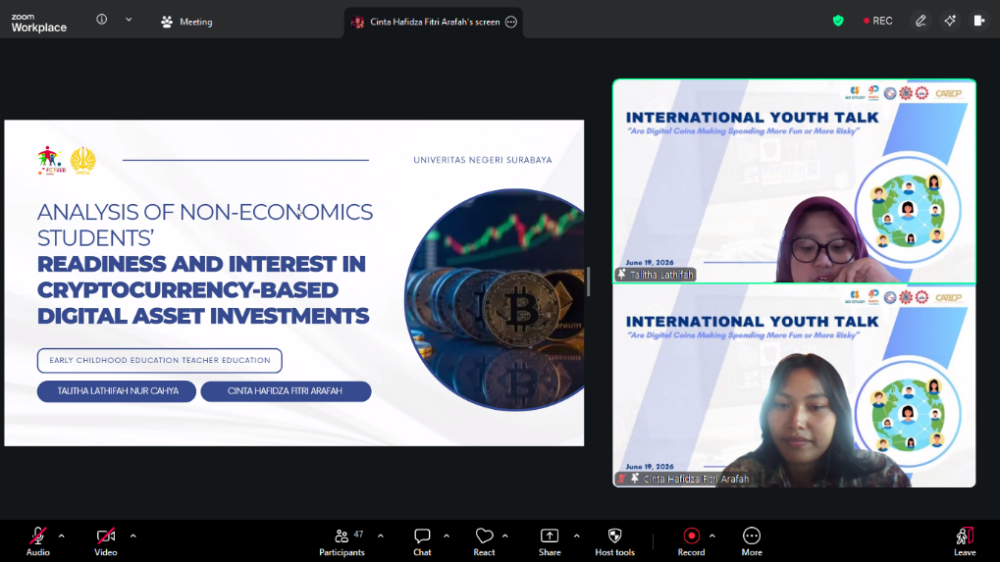 zoom
Workplace
Meeting
Cinta Hafidza Fitri Arafah's screen
REC
UNIVERITAS NEGERI SURABAYA
ANALYSIS OF NON-ECONOMICS
STUDENTS'
READINESS AND INTEREST IN
CRYPTOCURRENCY-BASED
DIGITAL ASSET INVESTMENTS
EARLY CHILDHOOD EDUCATION TEACHER EDUCATION
TALITHA LATHIFAH NUR CAHYA
CINTA HAFIDZA FITRI ARAFAH
INTERNATIONAL YOUTH TALK
"Are Digital Coins Making Spending More Fun or More Risky"
June 19, 2026
Talitha Lathifah
INTERNATIONAL YOUTH TALK
"Are Digital Coins Making Spending More Fun or More Risky"
June 19, 2026
Cinta Hafidza Fitri Arafah
47
Audio
Video
Participants
Chat
React
Share
Host tools
Record
More
Leave